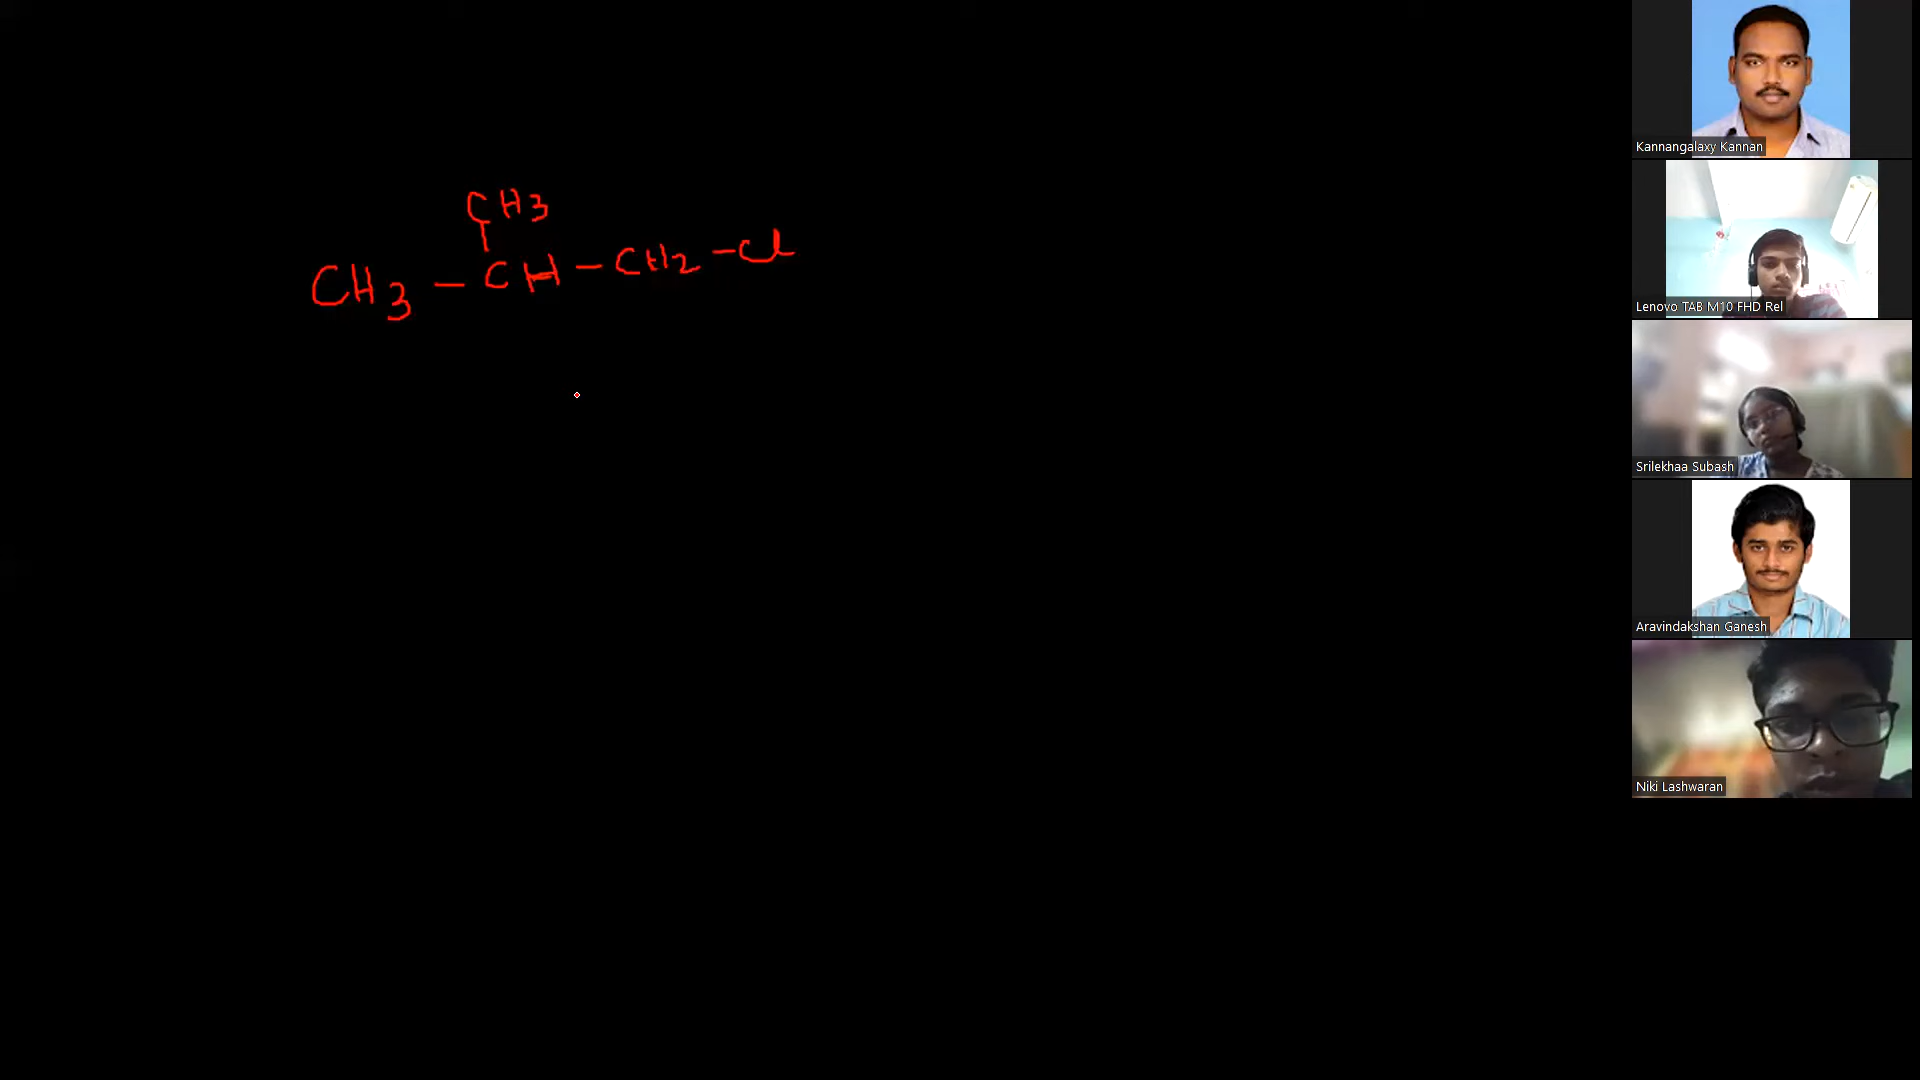 CH3
CH3 - CH - CH2 - Cl
Kannangalaxy Kannan
Lenovo TAB M10 FHD Rel
Srilekhaa Subash
Aravindakshan Ganesh
Niki Lashwaran